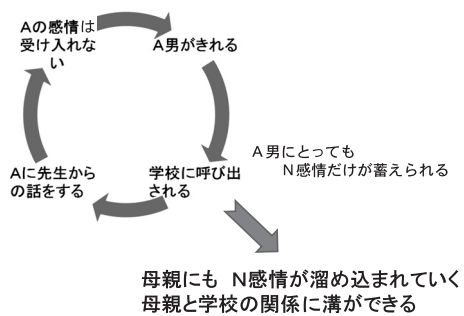 Aの感情は
受け入れな
い
A男がきれる
学校に呼び出
される
Aに先生から
の話をする
A男にとっても
N感情だけが蓄えられる
母親にも　N感情が溜め込まれていく
母親と学校の関係に溝ができる